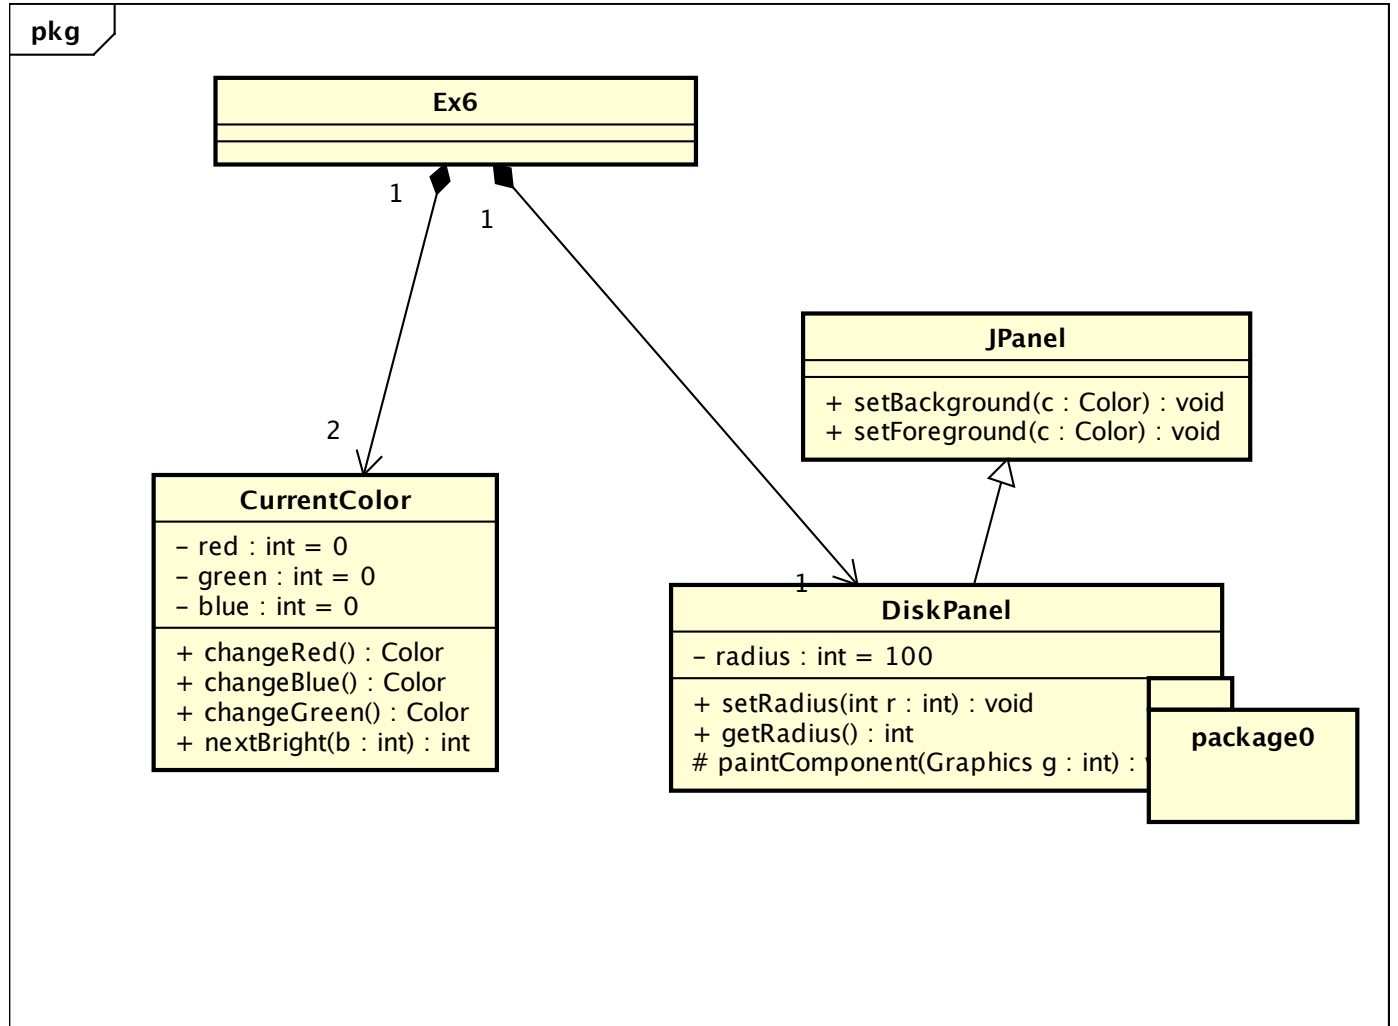 pkg
Ex6
1
1
JPanel
+ setBackground(c : Color) : void
+ setForeground(c : Color) : void
2
CurrentColor
– red : int = 0
– green : int = 0
– blue : int = 0
+ changeRed() : Color
+ changeBlue() : Color
+ changeGreen() : Color
+ nextBright(b : int) : int
1
DiskPanel
– radius : int = 100
+ setRadius(int r : int) : void
+ getRadius() : int
# paintComponent(Graphics g : int) :
package0